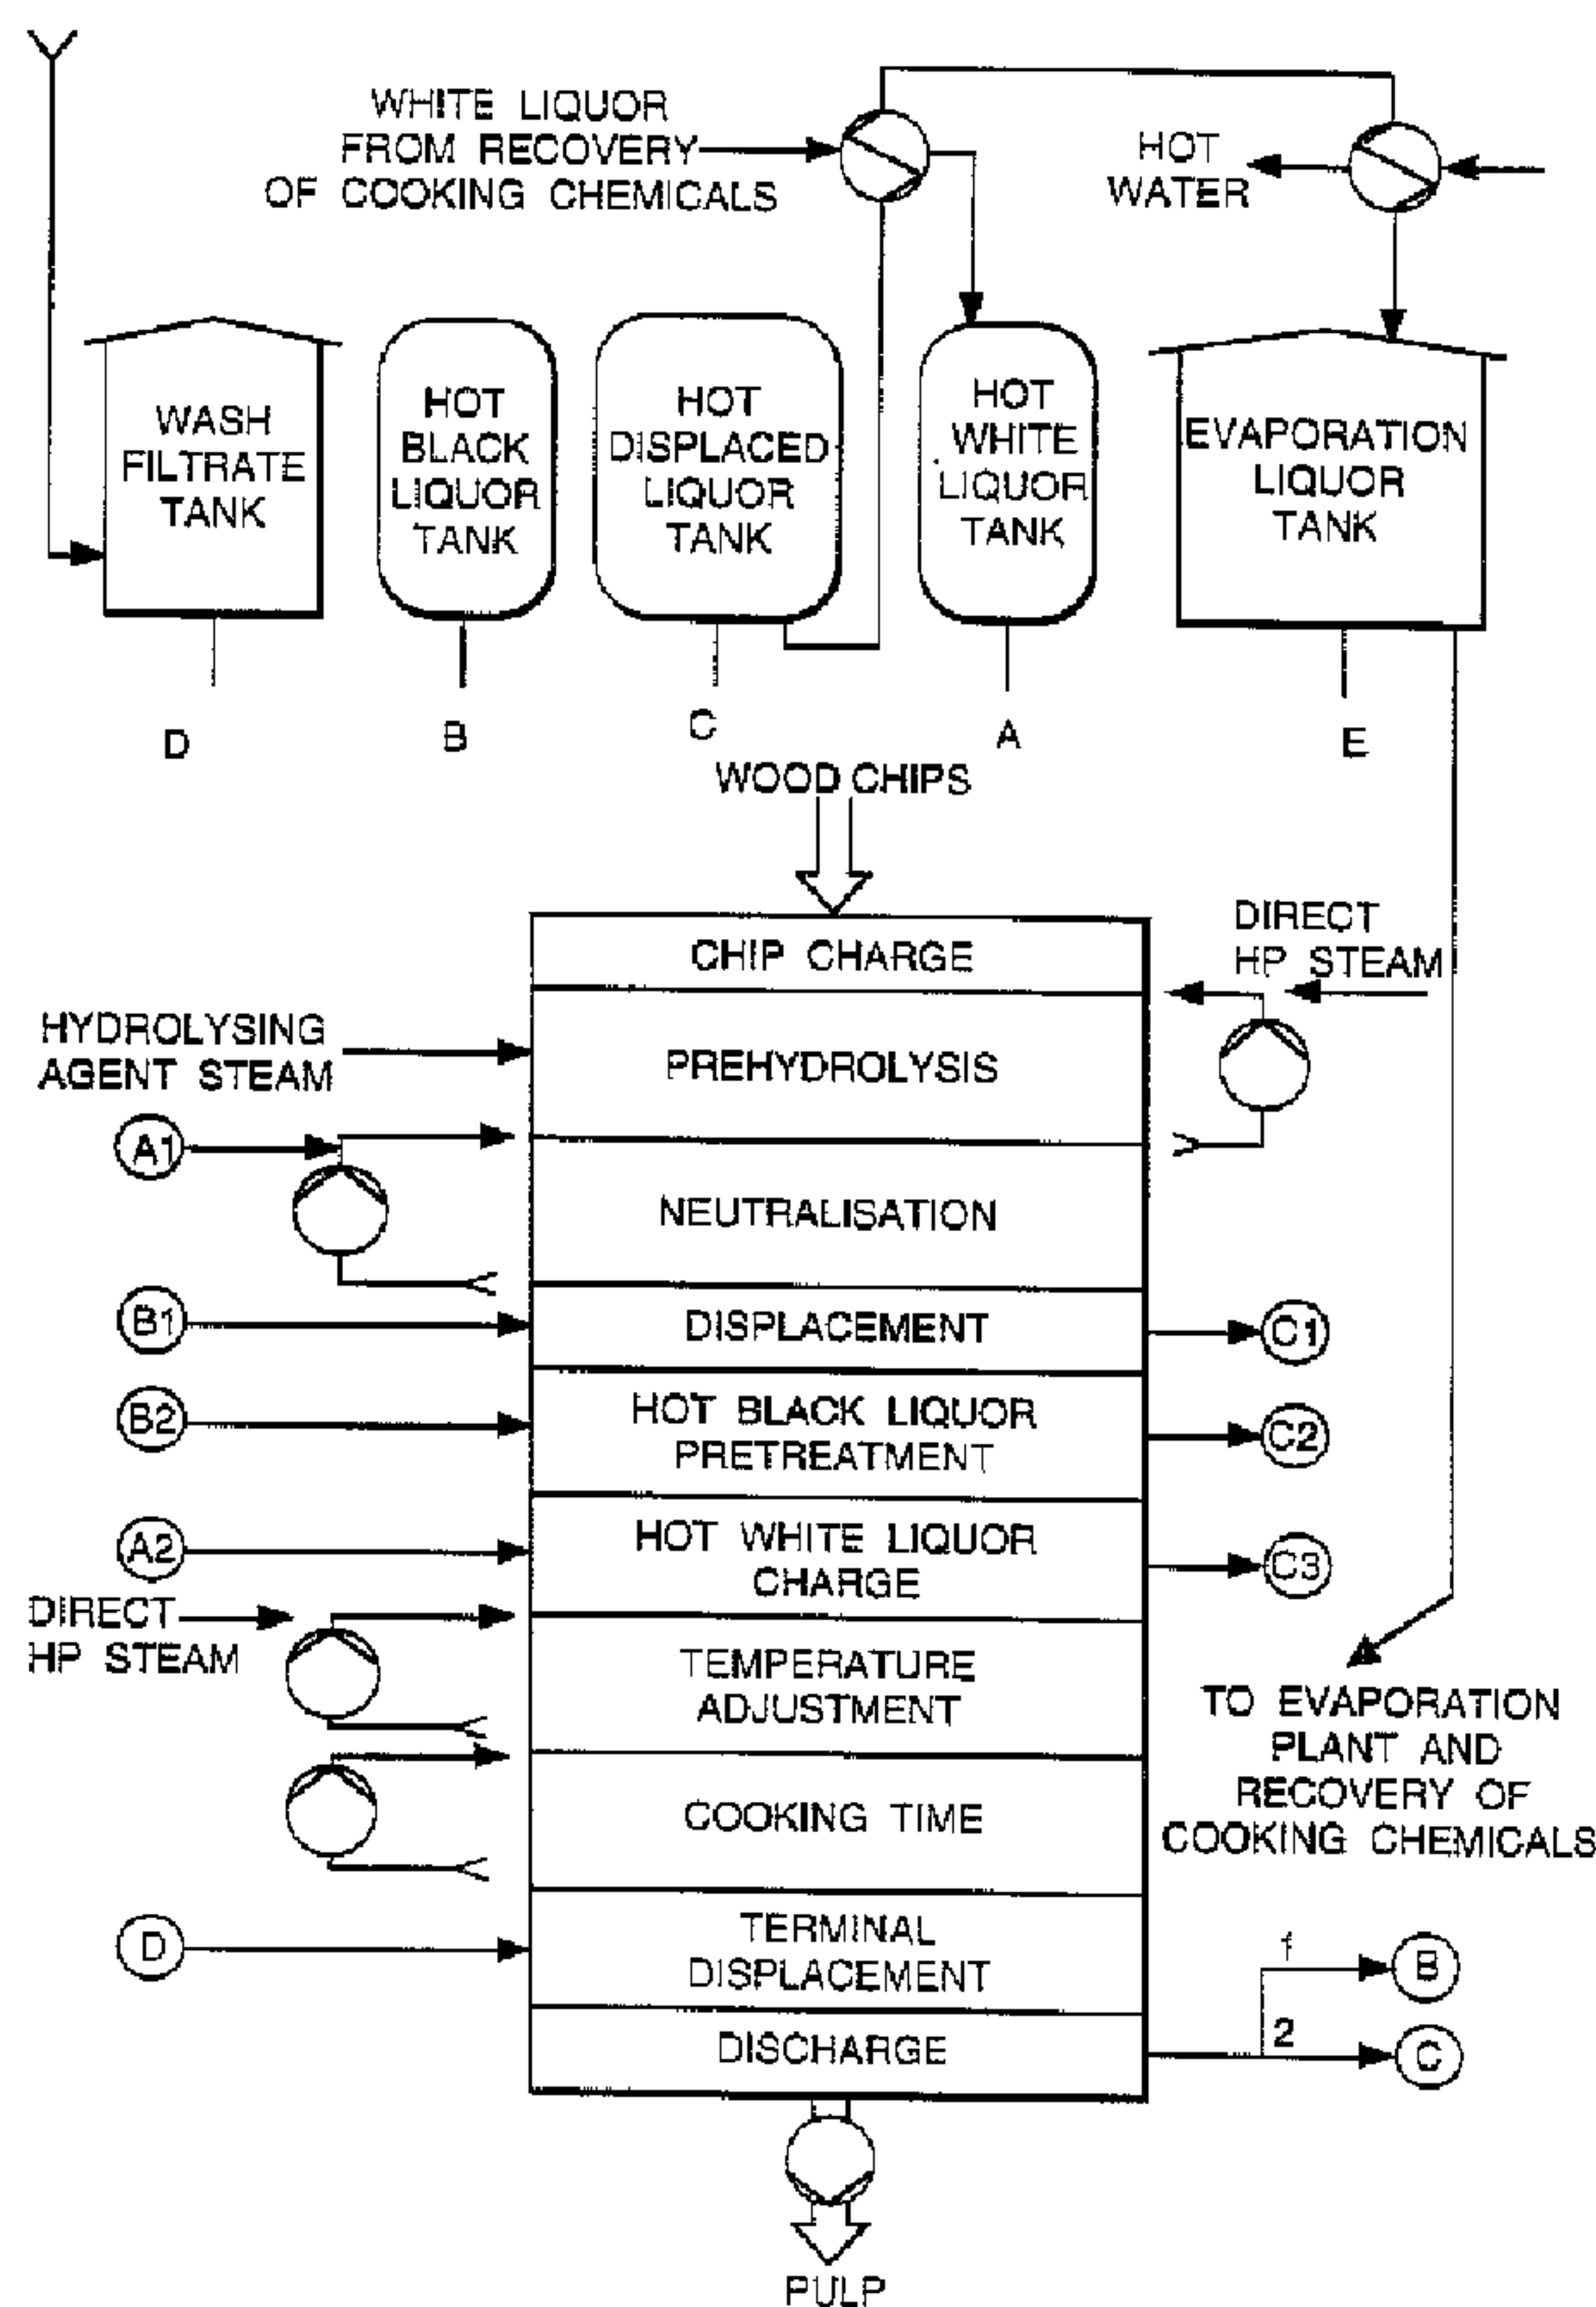 WHITE LIQUOR
FROM RECOVERY
OF COOKING CHEMICALS
HOT
WATER
WASH
FILTRATE
TANK
HOT
BLACK
LIQUOR
TANK
HOT
DISPLACED
LIQUOR
TANK
HOT
WHITE
LIQUOR
TANK
EVAPORATION
LIQUOR
TANK
D
B
C
A
E
WOOD CHIPS
CHIP CHARGE
DIRECT
HP STEAM
HYDROLYSING
AGENT STEAM
PREHYDROLYSIS
A1
NEUTRALISATION
B1
DISPLACEMENT
C1
B2
HOT BLACK LIQUOR
PRETREATMENT
C2
A2
HOT WHITE LIQUOR
CHARGE
C3
DIRECT
HP STEAM
TEMPERATURE
ADJUSTMENT
TO EVAPORATION
PLANT AND
RECOVERY OF
COOKING CHEMICALS
COOKING TIME
D
TERMINAL
DISPLACEMENT
1
B
DISCHARGE
2
C
PULP